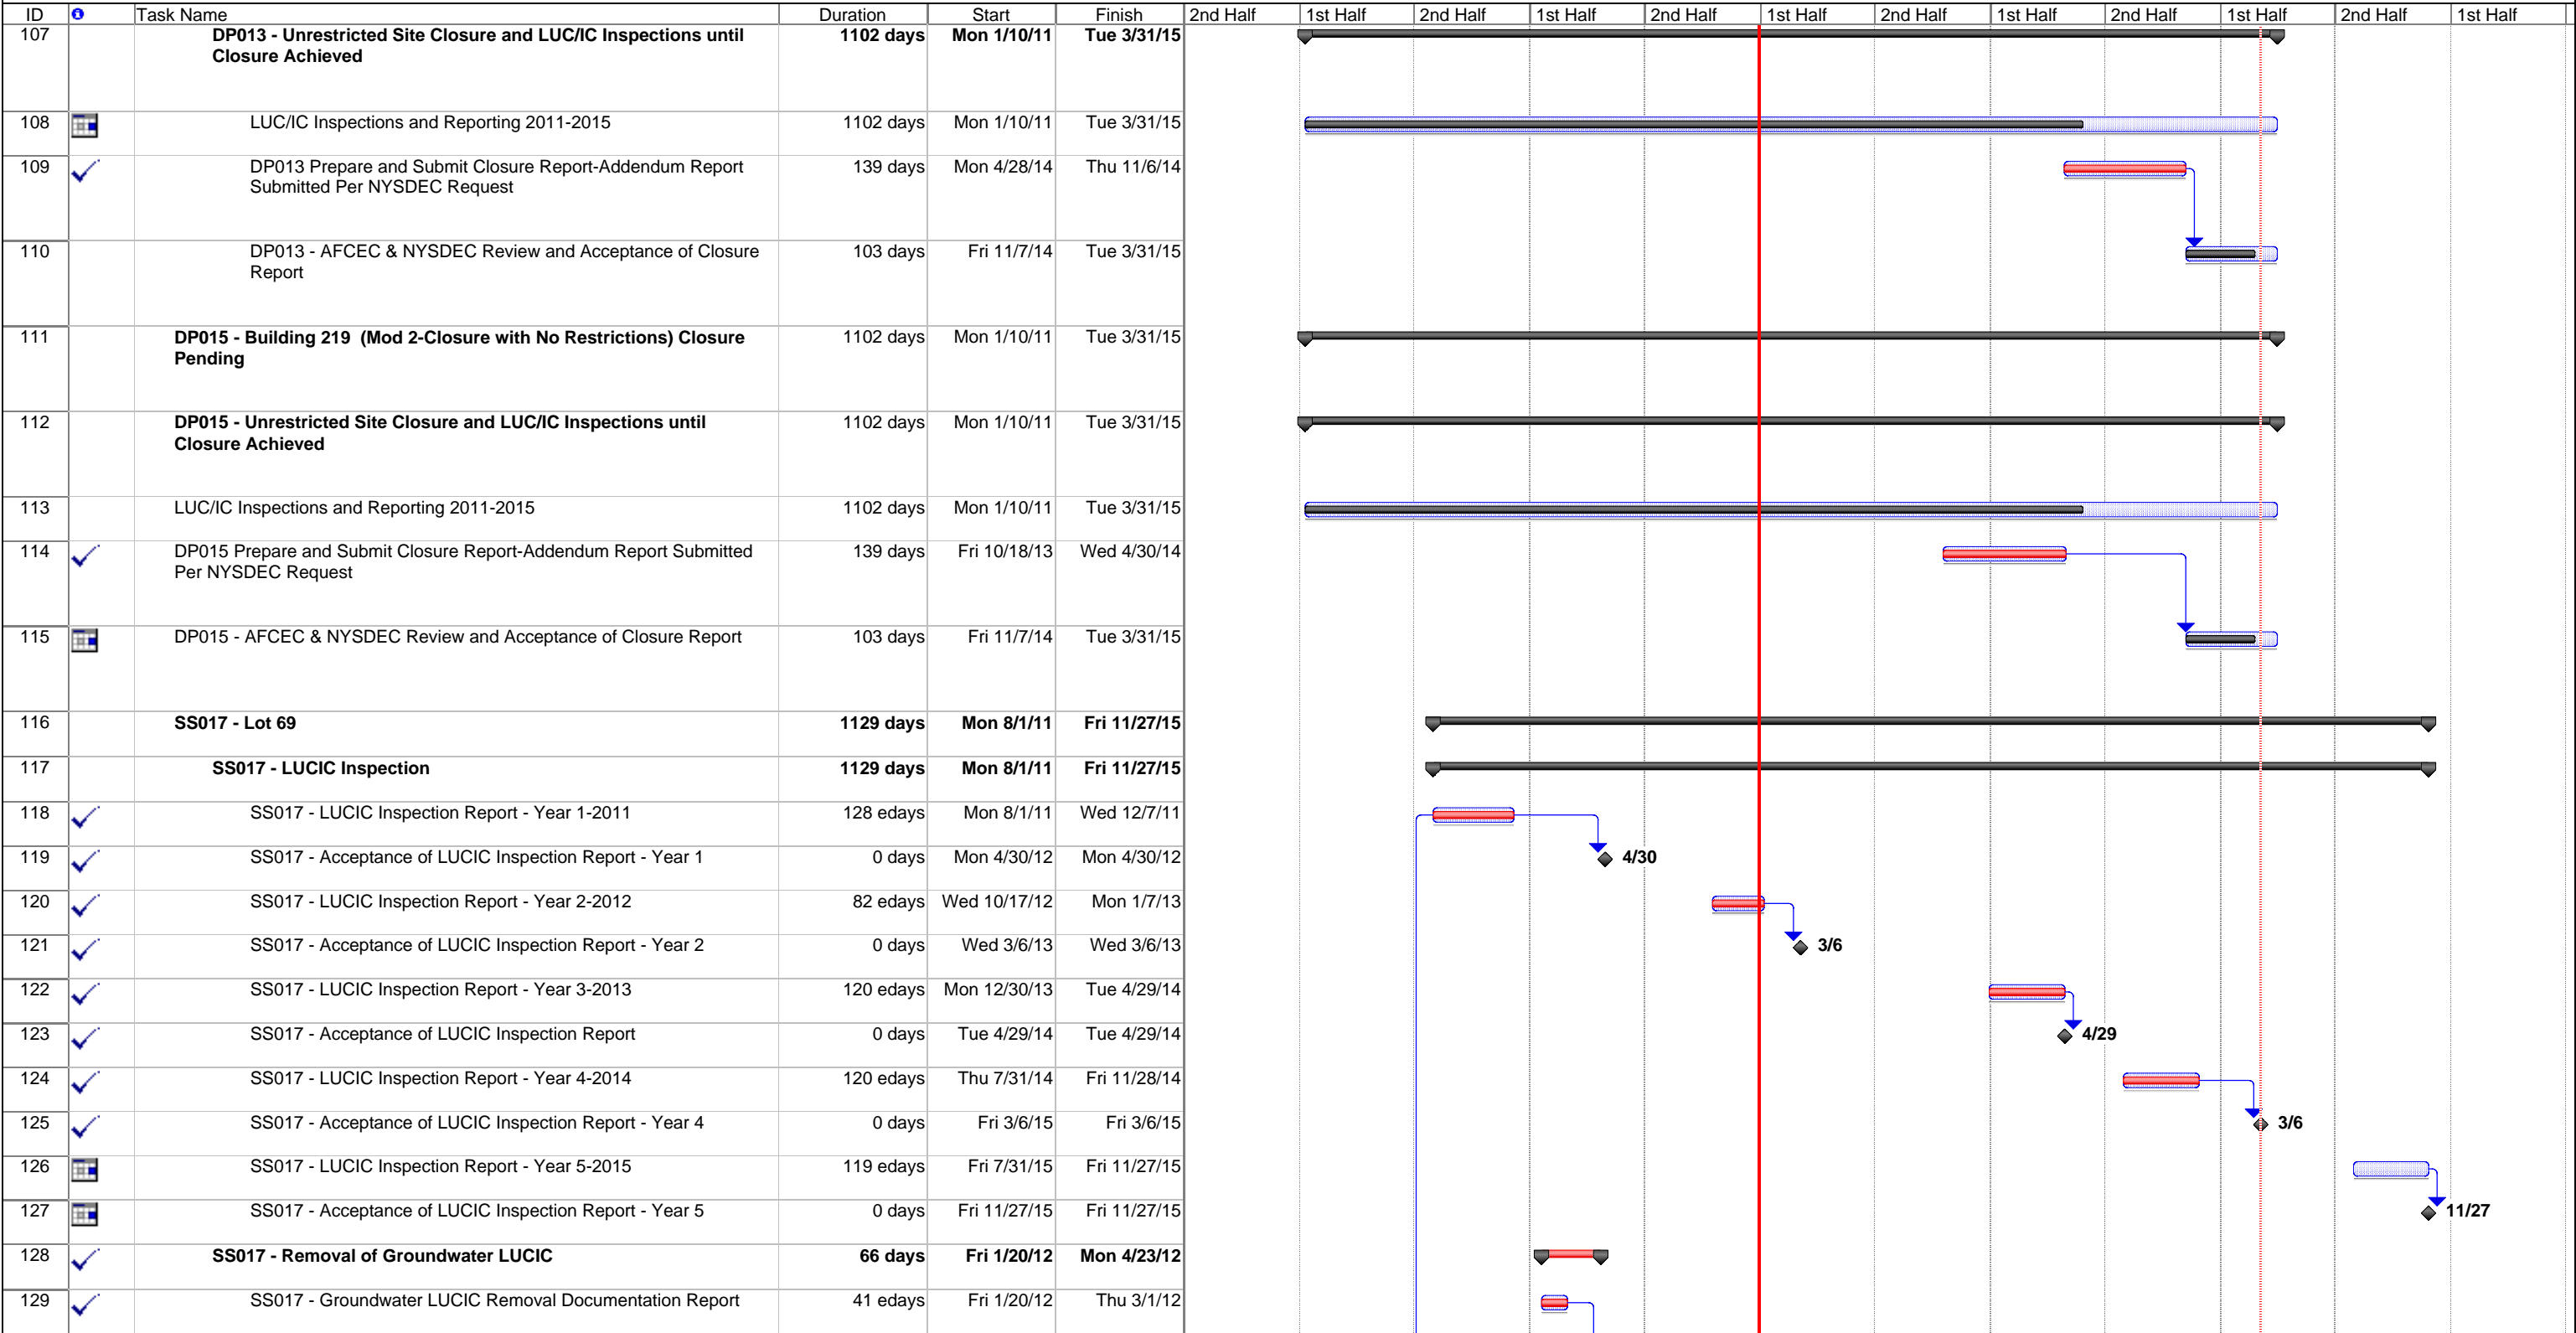 ID Task Name Duration Start Finish 2nd Half 1st Half 2nd Half 1st Half 2nd Half 1st Half 2nd Half 1st Half 2nd Half 1st Half 2nd Half 1st Half
107 DP013 - Unrestricted Site Closure and LUC/IC Inspections until 1102 days Mon 1/10/11 Tue 3/31/15
Closure Achieved
108 LUC/IC Inspections and Reporting 2011-2015 1102 days Mon 1/10/11 Tue 3/31/15
109 DP013 Prepare and Submit Closure Report-Addendum Report 139 days Mon 4/28/14 Thu 11/6/14
Submitted Per NYSDEC Request
110 DP013 - AFCEC & NYSDEC Review and Acceptance of Closure 103 days Fri 11/7/14 Tue 3/31/15
Report
111 DP015 - Building 219 (Mod 2-Closure with No Restrictions) Closure 1102 days Mon 1/10/11 Tue 3/31/15
Pending
112 DP015 - Unrestricted Site Closure and LUC/IC Inspections until 1102 days Mon 1/10/11 Tue 3/31/15
Closure Achieved
113 LUC/IC Inspections and Reporting 2011-2015 1102 days Mon 1/10/11 Tue 3/31/15
114 DP015 Prepare and Submit Closure Report-Addendum Report Submitted 139 days Fri 10/18/13 Wed 4/30/14
Per NYSDEC Request
115 DP015 - AFCEC & NYSDEC Review and Acceptance of Closure Report 103 days Fri 11/7/14 Tue 3/31/15
116 SS017 - Lot 69 1129 days Mon 8/1/11 Fri 11/27/15
117 SS017 - LUCIC Inspection 1129 days Mon 8/1/11 Fri 11/27/15
118 SS017 - LUCIC Inspection Report - Year 1-2011 128 edays Mon 8/1/11 Wed 12/7/11
119 SS017 - Acceptance of LUCIC Inspection Report - Year 1 0 days Mon 4/30/12 Mon 4/30/12 4/30
120 SS017 - LUCIC Inspection Report - Year 2-2012 82 edays Wed 10/17/12 Mon 1/7/13
121 SS017 - Acceptance of LUCIC Inspection Report - Year 2 0 days Wed 3/6/13 Wed 3/6/13 3/6
122 SS017 - LUCIC Inspection Report - Year 3-2013 120 edays Mon 12/30/13 Tue 4/29/14
123 SS017 - Acceptance of LUCIC Inspection Report 0 days Tue 4/29/14 Tue 4/29/14 4/29
124 SS017 - LUCIC Inspection Report - Year 4-2014 120 edays Thu 7/31/14 Fri 11/28/14
125 SS017 - Acceptance of LUCIC Inspection Report - Year 4 0 days Fri 3/6/15 Fri 3/6/15 3/6
126 SS017 - LUCIC Inspection Report - Year 5-2015 119 edays Fri 7/31/15 Fri 11/27/15
127 SS017 - Acceptance of LUCIC Inspection Report - Year 5 0 days Fri 11/27/15 Fri 11/27/15 11/27
128 SS017 - Removal of Groundwater LUCIC 66 days Fri 1/20/12 Mon 4/23/12
129 SS017 - Groundwater LUCIC Removal Documentation Report 41 edays Fri 1/20/12 Thu 3/1/12